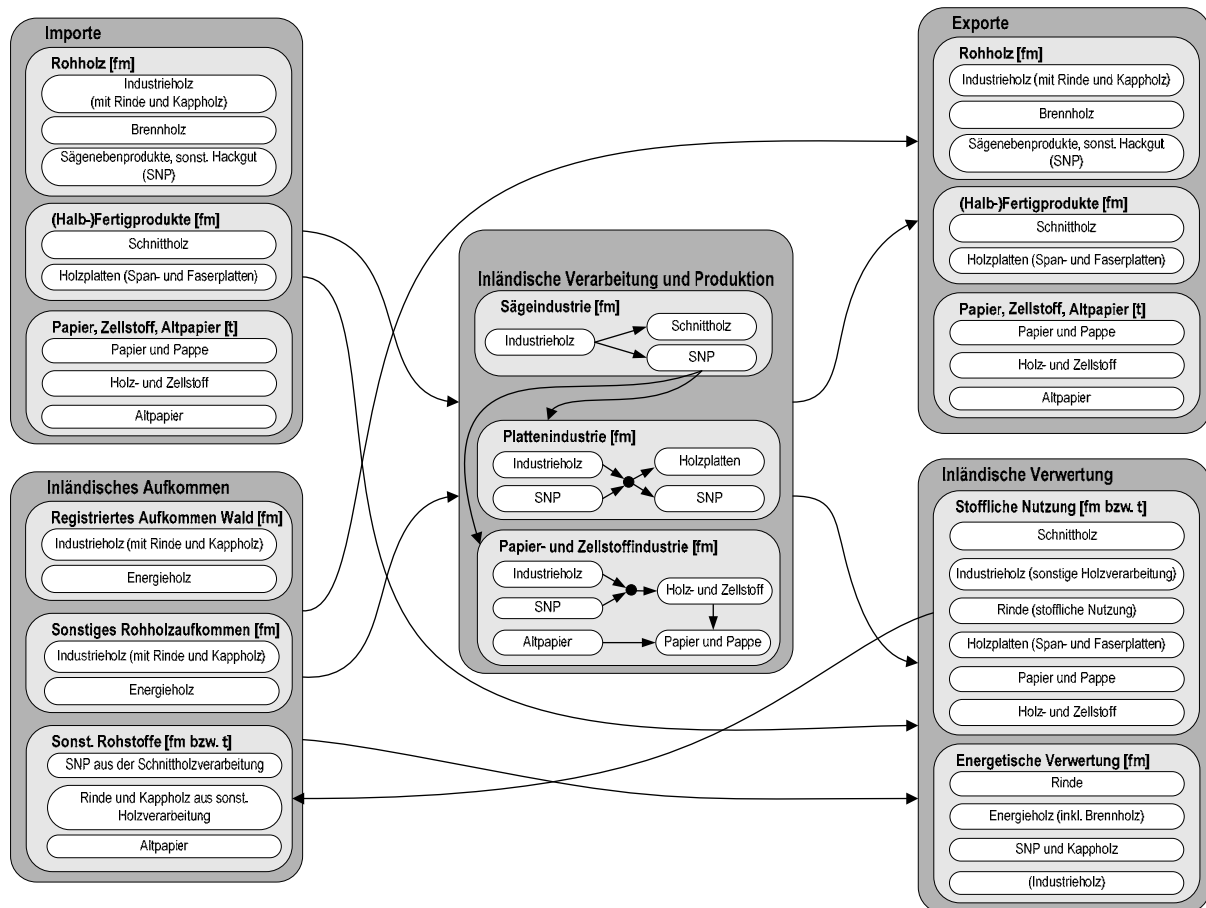 Importe
Rohholz [fm]
Industrieholz
(mit Rinde und Kappholz)
Brennholz
Sägenebenprodukte, sonst. Hackgut
(SNP)
(Halb-)Fertigprodukte [fm]
Schnittholz
Holzplatten (Span- und Faserplatten)
Papier, Zellstoff, Altpapier [t]
Papier und Pappe
Holz- und Zellstoff
Altpapier
Inländisches Aufkommen
Registriertes Aufkommen Wald [fm]
Industrieholz (mit Rinde und Kappholz)
Energieholz
Sonstiges Rohholzaufkommen [fm]
Industrieholz (mit Rinde und Kappholz)
Energieholz
Sonst. Rohstoffe [fm bzw. t]
SNP aus der Schnittholzverarbeitung
Rinde und Kappholz aus sonst.
Holzverarbeitung
Altpapier
Inländische Verarbeitung und Produktion
Sägeindustrie [fm]
Industrieholz
Schnittholz
SNP
Plattenindustrie [fm]
Industrieholz
Holzplatten
SNP
SNP
Papier- und Zellstoffindustrie [fm]
Industrieholz
SNP
Holz- und Zellstoff
Altpapier
Papier und Pappe
Exporte
Rohholz [fm]
Industrieholz (mit Rinde und Kappholz)
Brennholz
Sägenebenprodukte, sonst. Hackgut
(SNP)
(Halb-)Fertigprodukte [fm]
Schnittholz
Holzplatten (Span- und Faserplatten)
Papier, Zellstoff, Altpapier [t]
Papier und Pappe
Holz- und Zellstoff
Altpapier
Inländische Verwertung
Stoffliche Nutzung [fm bzw. t]
Schnittholz
Industrieholz (sonstige Holzverarbeitung)
Rinde (stoffliche Nutzung)
Holzplatten (Span- und Faserplatten)
Papier und Pappe
Holz- und Zellstoff
Energetische Verwertung [fm]
Rinde
Energieholz (inkl. Brennholz)
SNP und Kappholz
(Industrieholz)